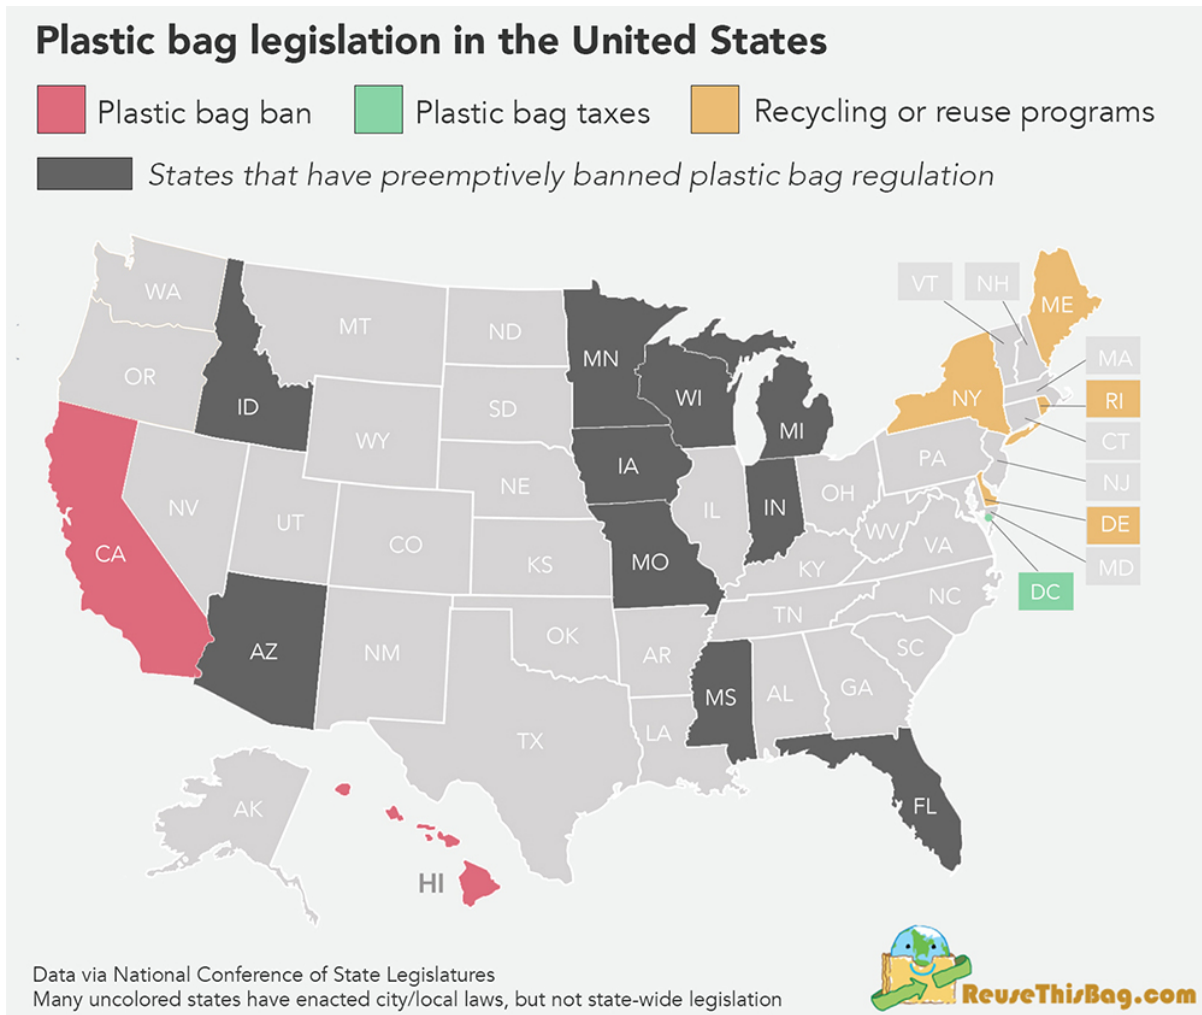 Plastic bag legislation in the United States
Plastic bag ban
Plastic bag taxes
Recycling or reuse programs
States that have preemptively banned plastic bag regulation
WA
MT
ND
MN
VT
NH
ME
OR
ID
SD
WI
MI
NY
MA
RI
WY
IA
CT
NV
UT
NE
IL
IN
OH
PA
NJ
CA
CO
KS
MO
WV
VA
DE
KY
MD
DC
AZ
NM
OK
TN
NC
AR
SC
MS
AL
GA
TX
LA
AK
FL
HI
Data via National Conference of State Legislatures
Many uncolored states have enacted city/local laws, but not state-wide legislation
ReuseThisBag.com